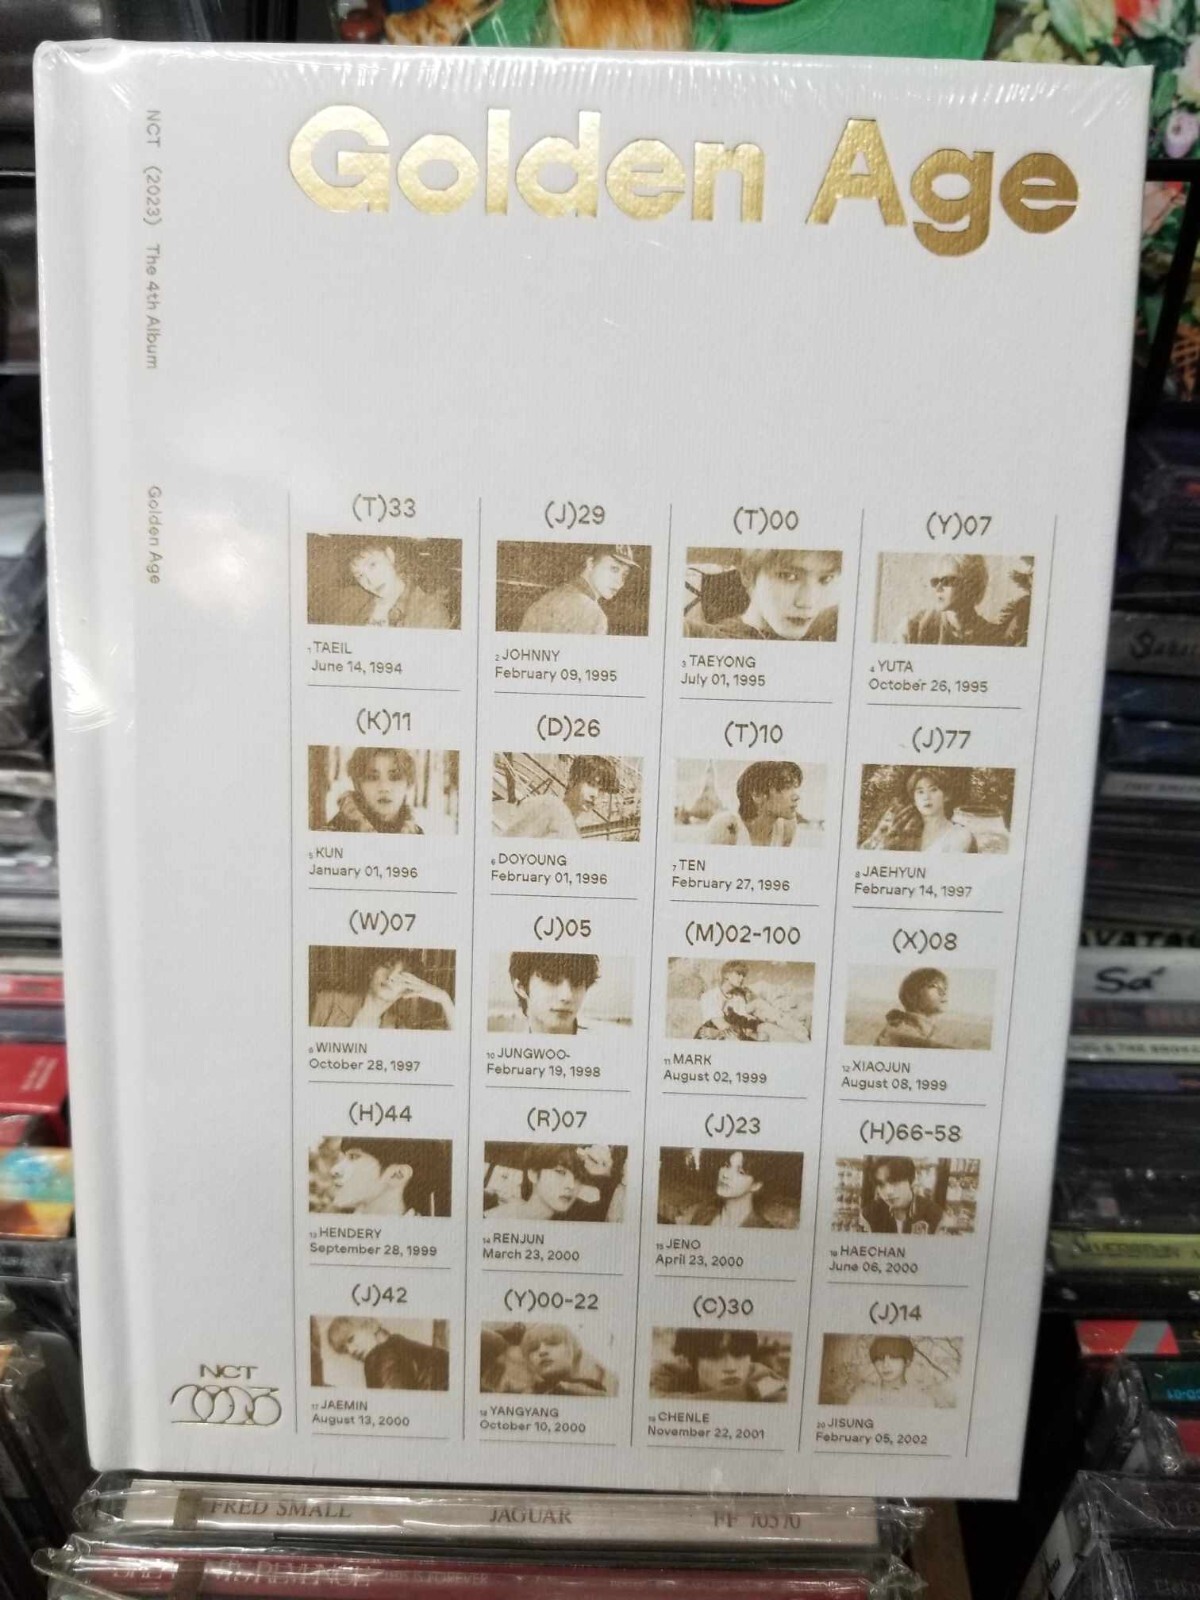 Golden Age
NCT (2023) The 4th Album
Golden Age
(T)33
(J)29
(T)00
(Y)07
1 TAEIL
June 14, 1994
2 JOHNNY
February 09, 1995
3 TAEYONG
July 01, 1995
4 YUTA
October 26, 1995
(K)11
(D)26
(T)10
(J)77
5 KUN
January 01, 1996
6 DOYOUNG
February 01, 1996
7 TEN
February 27, 1996
8 JAEHYUN
February 14, 1997
(W)07
(J)05
(M)02-100
(X)08
9 WINWIN
October 28, 1997
10 JUNGWOO-
February 19, 1998
11 MARK
August 02, 1999
12 XIAOJUN
August 08, 1999
(H)44
(R)07
(J)23
(H)66-58
13 HENDERY
September 28, 1999
14 RENJUN
March 23, 2000
15 JENO
April 23, 2000
16 HAECHAN
June 06, 2000
(J)42
(Y)00-22
(C)30
(J)14
17 JAEMIN
August 13, 2000
18 YANGYANG
October 10, 2000
19 CHENLE
November 22, 2001
20 JISUNG
February 05, 2002
NCT
2023
FRED SMALL JAGUAR FF 70570
REVENGE THIS IS FOREVER